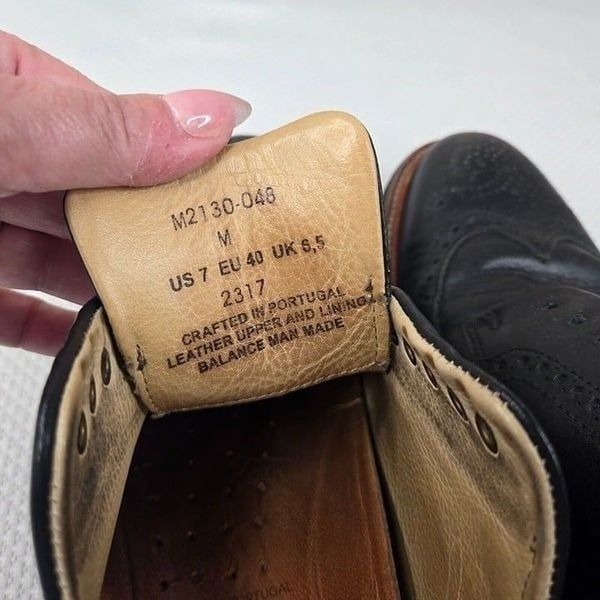 M2130-048
M
US 7 EU 40 UK 6,5
2317
CRAFTED IN PORTUGAL
LEATHER UPPER AND LINING
BALANCE MAN MADE
PORTUGAL